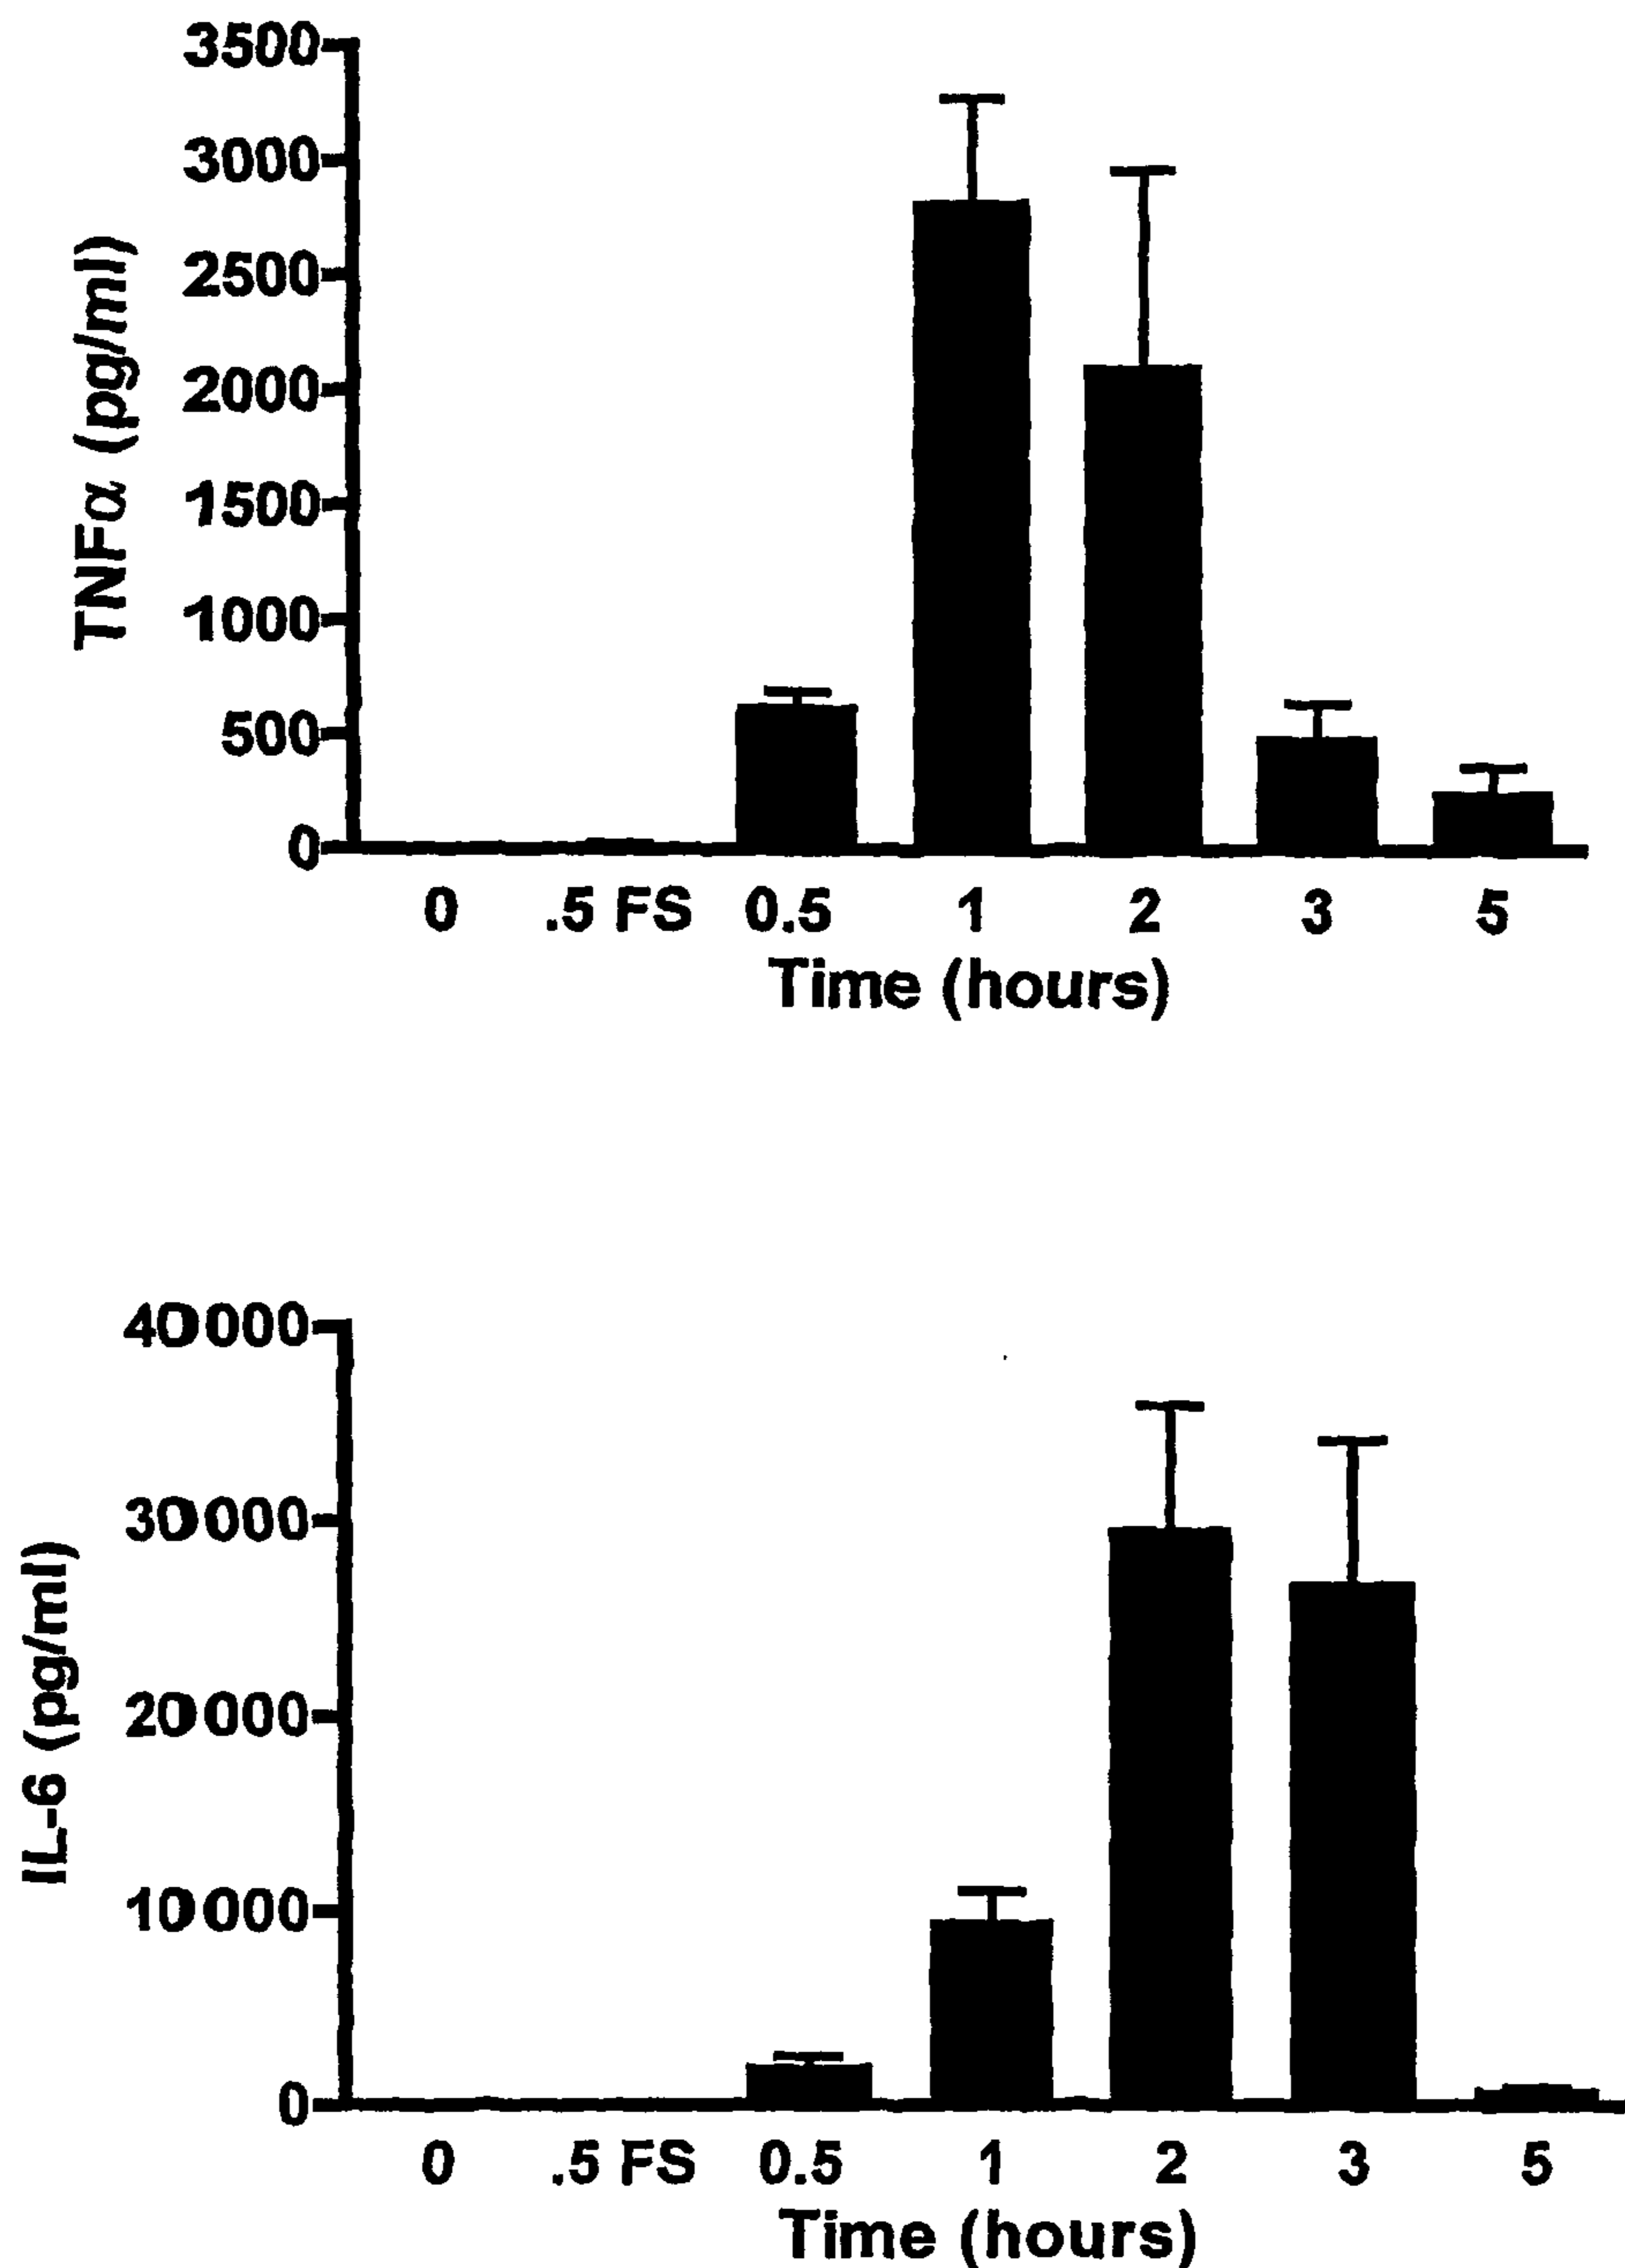 3500
3000
2500
2000
1500
1000
500
0
TNFα (pg/ml)
0 .5 FS 0.5 1 2 3 5
Time (hours)
40000
30000
20000
10000
0
IL-6 (pg/ml)
0 .5 FS 0.5 1 2 3 5
Time (hours)